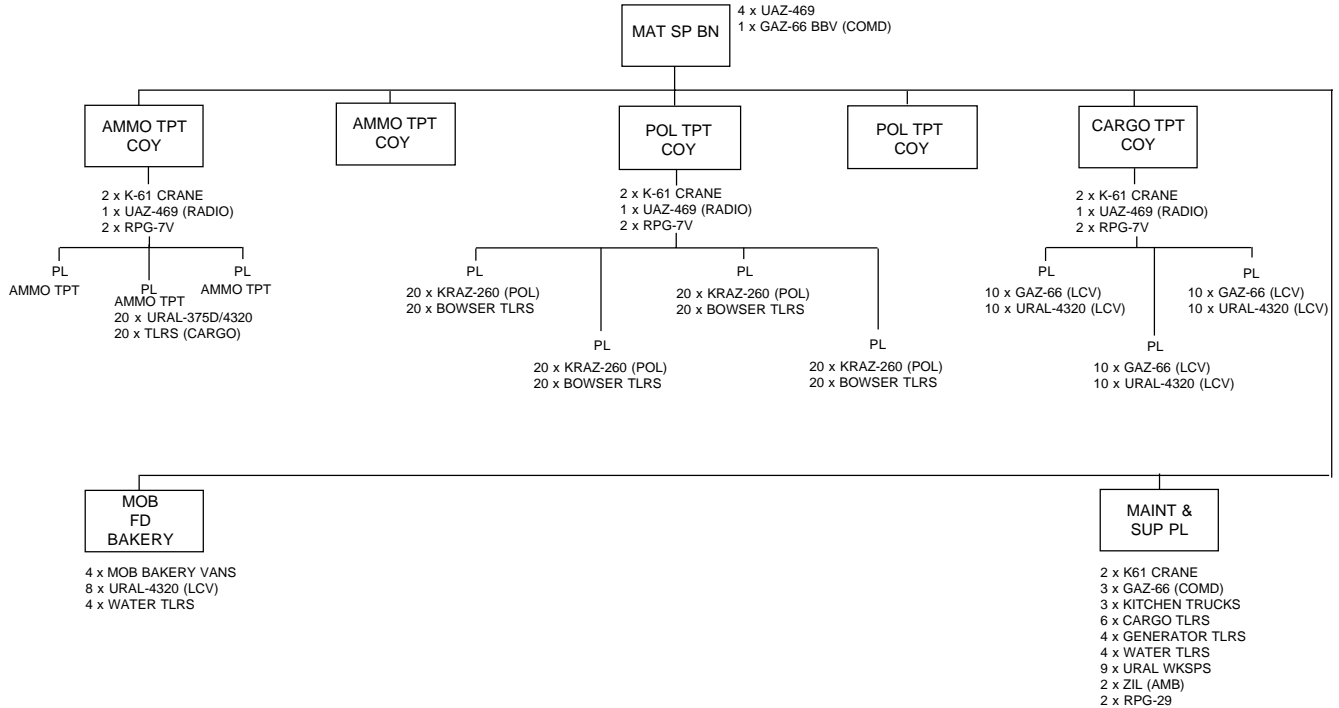 MAT SP BN
4 x UAZ-469
1 x GAZ-66 BBV (COMD)
AMMO TPT
COY
AMMO TPT
COY
POL TPT
COY
POL TPT
COY
CARGO TPT
COY
2 x K-61 CRANE
1 x UAZ-469 (RADIO)
2 x RPG-7V
2 x K-61 CRANE
1 x UAZ-469 (RADIO)
2 x RPG-7V
2 x K-61 CRANE
1 x UAZ-469 (RADIO)
2 x RPG-7V
PL
AMMO TPT
PL
AMMO TPT
20 x URAL-375D/4320
20 x TLRS (CARGO)
PL
AMMO TPT
PL
20 x KRAZ-260 (POL)
20 x BOWSER TLRS
PL
20 x KRAZ-260 (POL)
20 x BOWSER TLRS
PL
20 x KRAZ-260 (POL)
20 x BOWSER TLRS
PL
20 x KRAZ-260 (POL)
20 x BOWSER TLRS
PL
10 x GAZ-66 (LCV)
10 x URAL-4320 (LCV)
PL
10 x GAZ-66 (LCV)
10 x URAL-4320 (LCV)
PL
10 x GAZ-66 (LCV)
10 x URAL-4320 (LCV)
MOB
FD
BAKERY
4 x MOB BAKERY VANS
8 x URAL-4320 (LCV)
4 x WATER TLRS
MAINT &
SUP PL
2 x K61 CRANE
3 x GAZ-66 (COMD)
3 x KITCHEN TRUCKS
6 x CARGO TLRS
4 x GENERATOR TLRS
4 x WATER TLRS
9 x URAL WKSPS
2 x ZIL (AMB)
2 x RPG-29